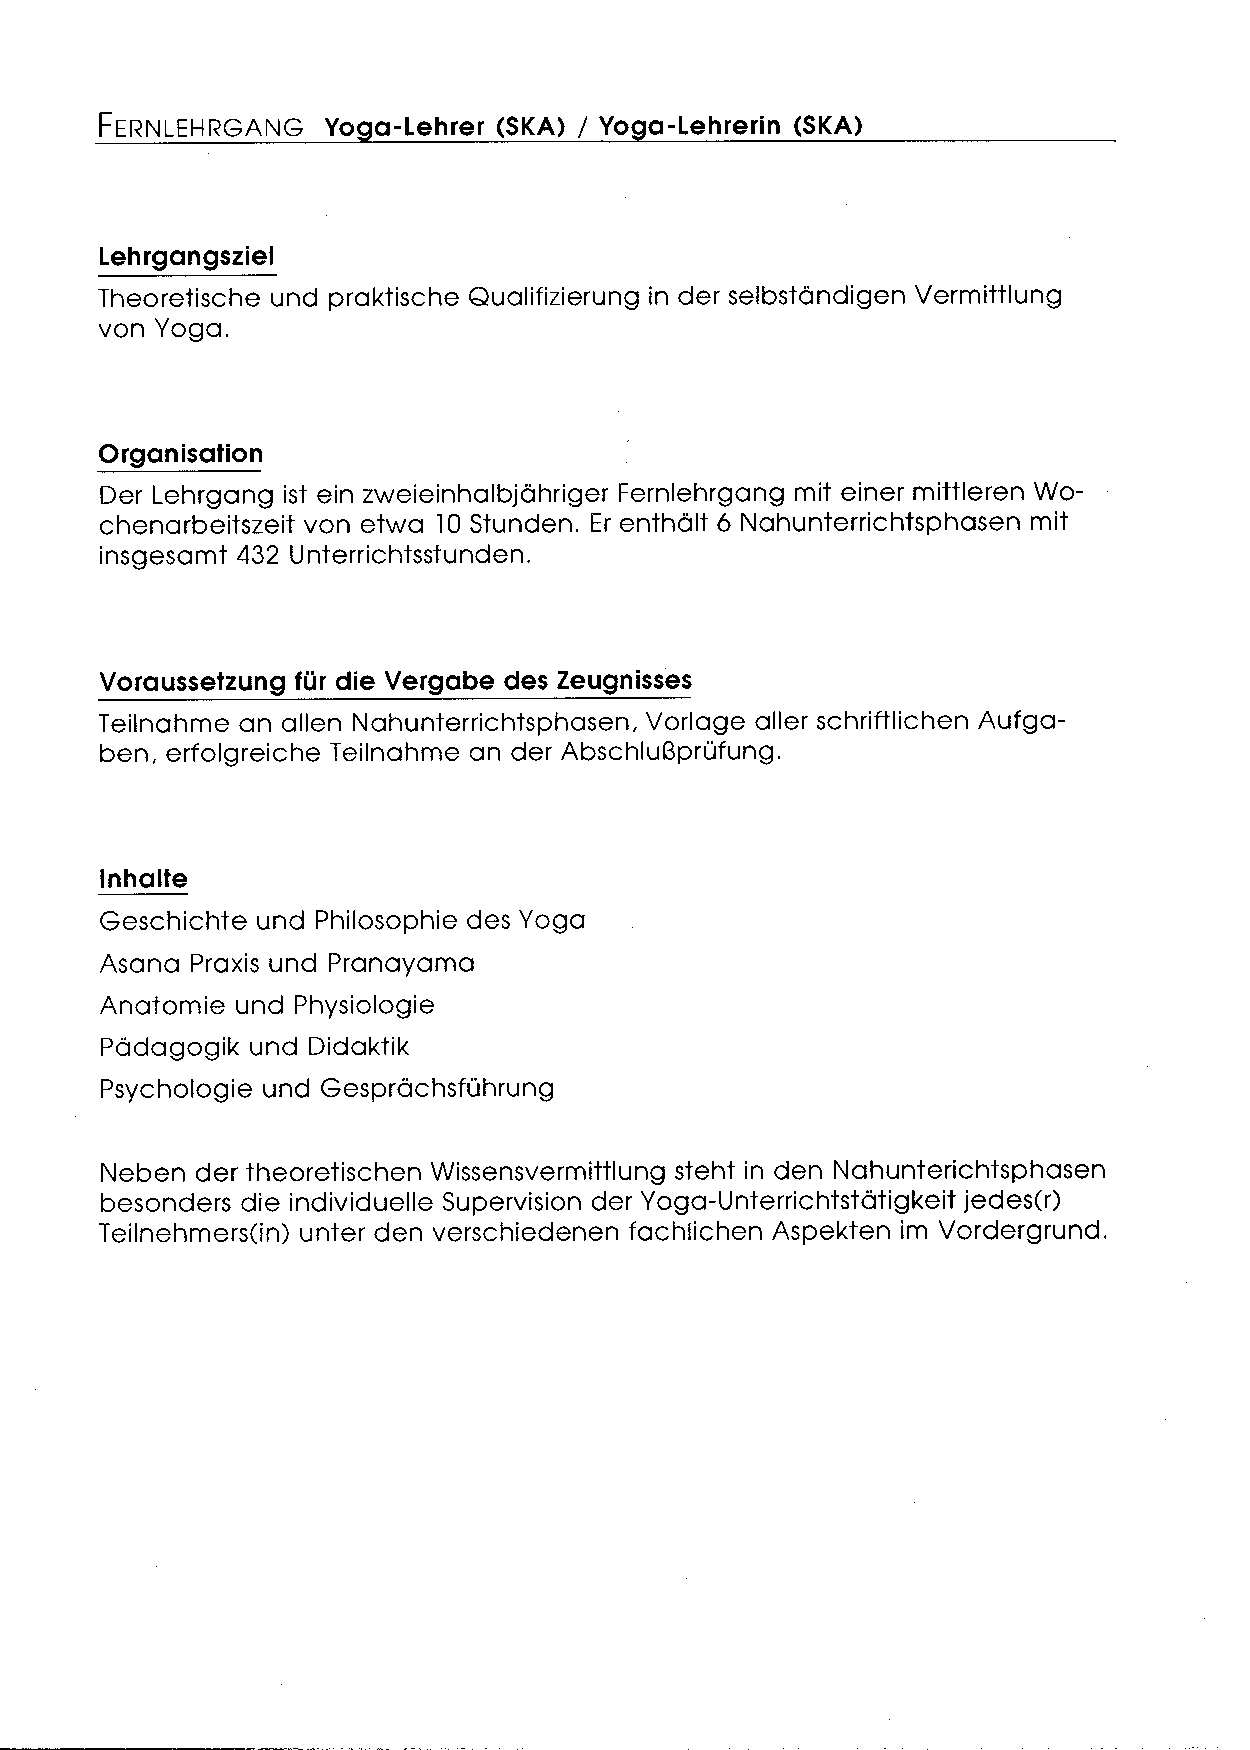 FERNLEHRGANG Yoga-Lehrer (SKA) / Yoga-Lehrerin (SKA)
Lehrgangsziel
Theoretische und praktische Qualifizierung in der selbständigen Vermittlung
von Yoga.
Organisation
Der Lehrgang ist ein zweieinhalbjähriger Fernlehrgang mit einer mittleren Wo-
chenarbeitszeit von etwa 10 Stunden. Er enthält 6 Nahunterrichtsphasen mit
insgesamt 432 Unterrichtsstunden.
Voraussetzung für die Vergabe des Zeugnisses
Teilnahme an allen Nahunterrichtsphasen, Vorlage aller schriftlichen Aufga-
ben, erfolgreiche Teilnahme an der Abschlußprüfung.
Inhalte
Geschichte und Philosophie des Yoga
Asana Praxis und Pranayama
Anatomie und Physiologie
Pädagogik und Didaktik
Psychologie und Gesprächsführung
Neben der theoretischen Wissensvermittlung steht in den Nahunterichtsphasen
besonders die individuelle Supervision der Yoga-Unterrichtstätigkeit jedes(r)
Teilnehmers(in) unter den verschiedenen fachlichen Aspekten im Vordergrund.